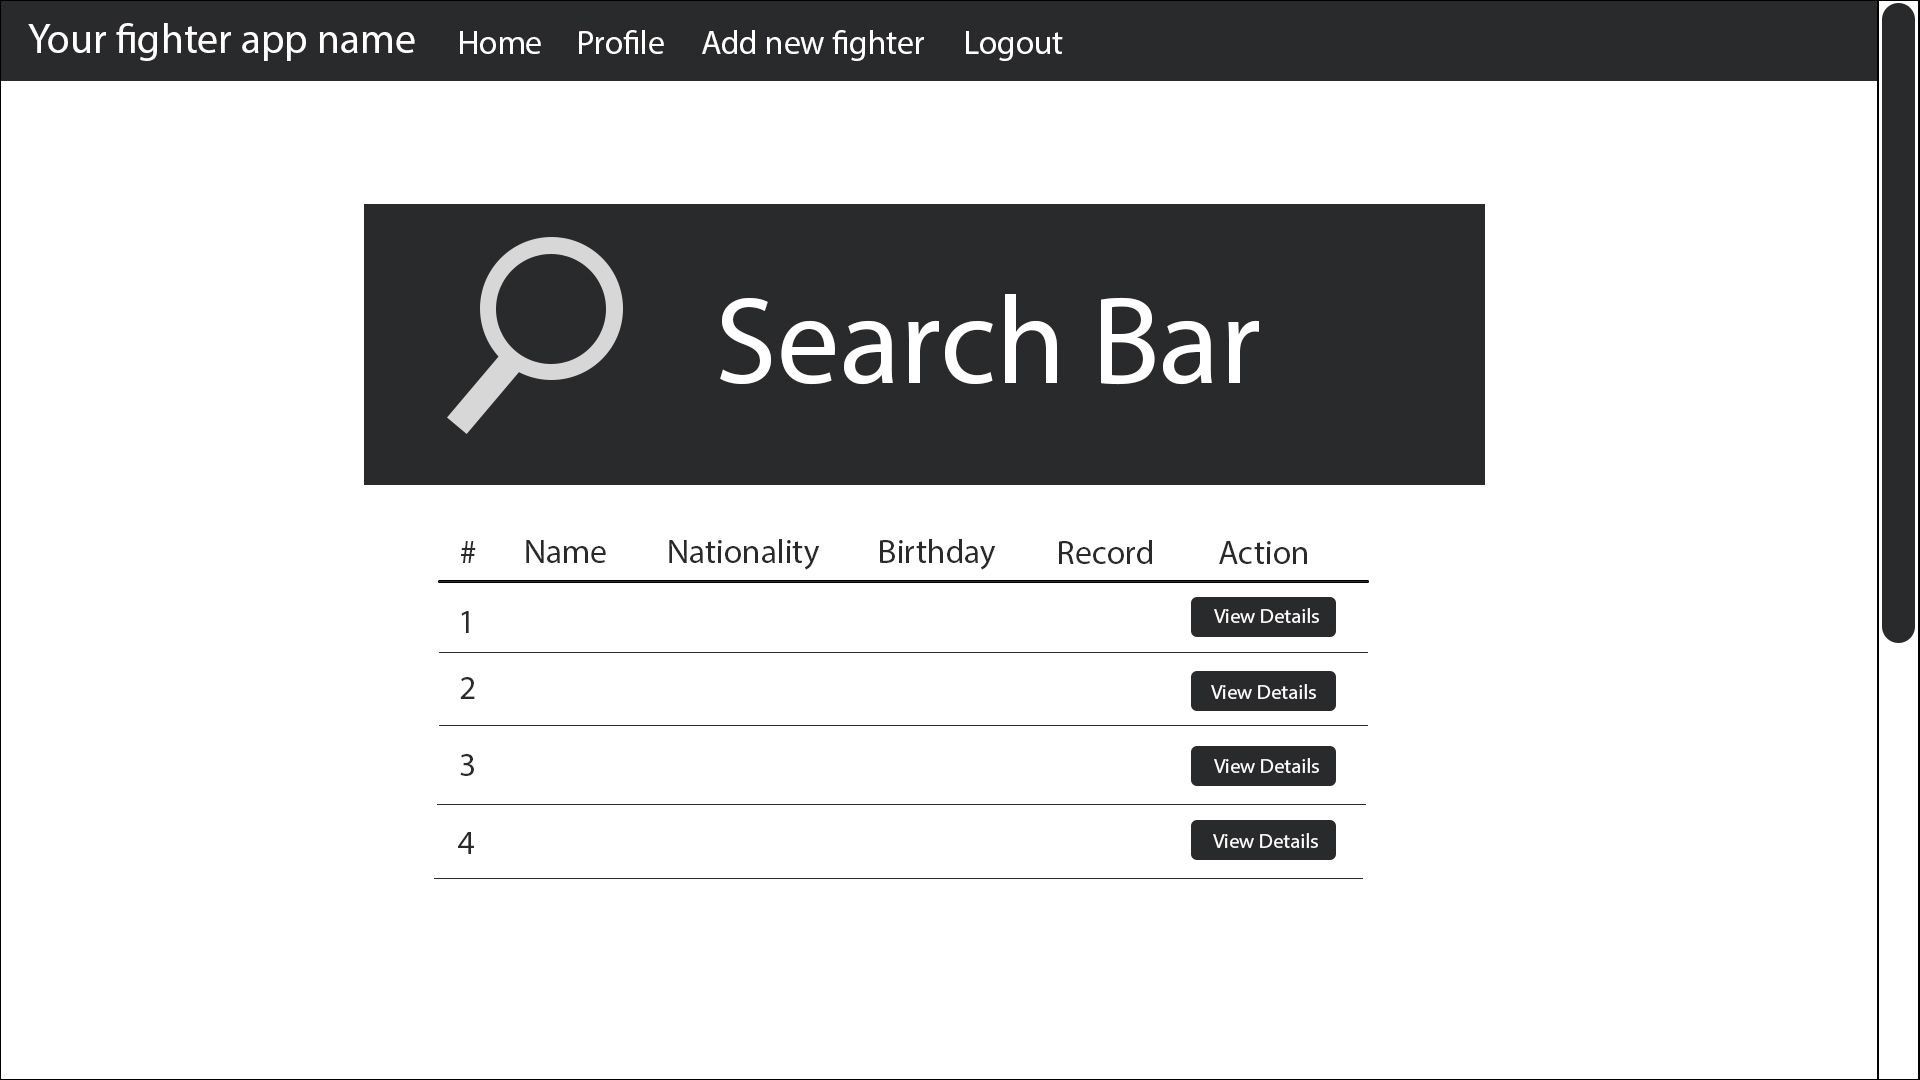 Your fighter app name Home Profile Add new fighter Logout
Search Bar
# Name Nationality Birthday Record Action
1 View Details
2 View Details
3 View Details
4 View Details